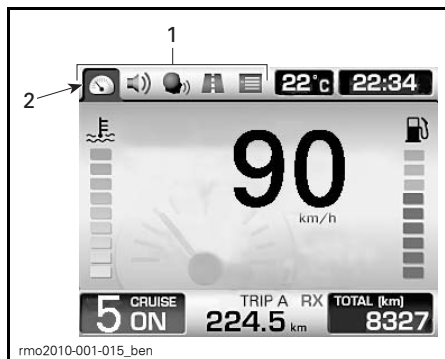 1
2
22°c 22:34
90
km/h
5 CRUISE ON
TRIP A RX
224.5 km
TOTAL (km)
8327
rmo2010-001-015_ben